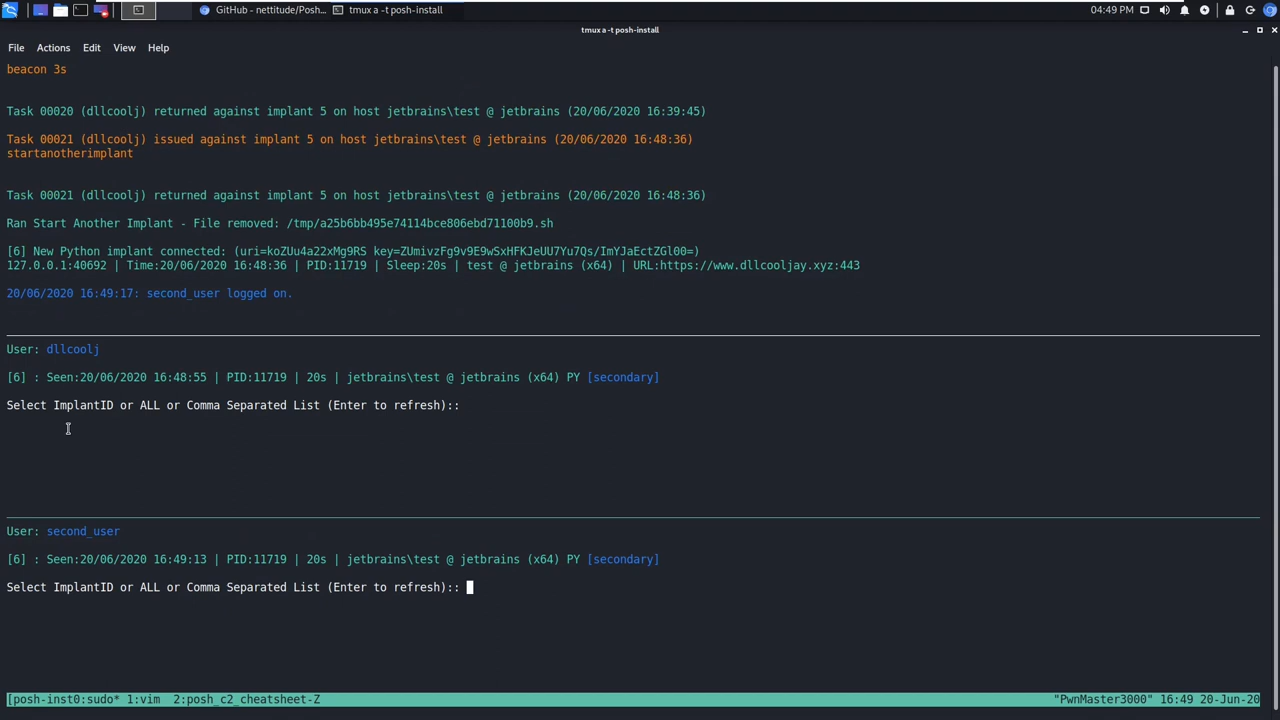 GitHub - nettitude/Posh... tmux a -t posh-install 04:49 PM
tmux a -t posh-install
File Actions Edit View Help
beacon 3s
Task 00020 (dllcoolj) returned against implant 5 on host jetbrains\test @ jetbrains (20/06/2020 16:39:45)
Task 00021 (dllcoolj) issued against implant 5 on host jetbrains\test @ jetbrains (20/06/2020 16:48:36)
startanotherimplant
Task 00021 (dllcoolj) returned against implant 5 on host jetbrains\test @ jetbrains (20/06/2020 16:48:36)
Ran Start Another Implant - File removed: /tmp/a25b6bb495e74114bce806ebd71100b9.sh
[6] New Python implant connected: (uri=koZUu4a22xMg9RS key=ZUmivzFg9v9E9wSxHFKJeUU7Yu7Qs/ImYJaEctZGl00=)
127.0.0.1:40692 | Time:20/06/2020 16:48:36 | PID:11719 | Sleep:20s | test @ jetbrains (x64) | URL:https://www.dllcooljay.xyz:443
20/06/2020 16:49:17: second_user logged on.
User: dllcoolj
[6] : Seen:20/06/2020 16:48:55 | PID:11719 | 20s | jetbrains\test @ jetbrains (x64) PY [secondary]
Select ImplantID or ALL or Comma Separated List (Enter to refresh)::
User: second_user
[6] : Seen:20/06/2020 16:49:13 | PID:11719 | 20s | jetbrains\test @ jetbrains (x64) PY [secondary]
Select ImplantID or ALL or Comma Separated List (Enter to refresh)::
[posh-inst0:sudo* 1:vim 2:posh_c2_cheatsheet-Z "PwnMaster3000" 16:49 20-Jun-20